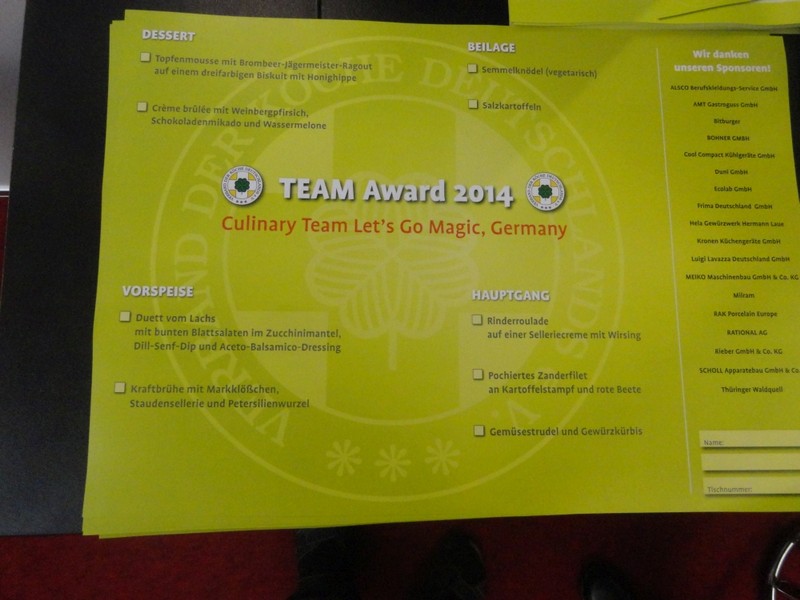 DESSERT
Topfenmousse mit Brombeer-Jägermeister-Ragout
auf einem dreifarbigen Biskuit mit Honighippe
Crème brûlée mit Weinbergpfirsich,
Schokoladenmikado und Wassermelone
BEILAGE
Semmelknödel (vegetarisch)
Salzkartoffeln
TEAM Award 2014
Culinary Team Let's Go Magic, Germany
VORSPEISE
Duett vom Lachs
mit bunten Blattsalaten im Zucchinimantel,
Dill-Senf-Dip und Aceto-Balsamico-Dressing
Kraftbrühe mit Markklößchen,
Staudensellerie und Petersilienwurzel
HAUPTGANG
Rinderroulade
auf einer Selleriecreme mit Wirsing
Pochiertes Zanderfilet
an Kartoffelstampf und rote Beete
Gemüsestrudel und Gewürzkürbis
Wir danken
unseren Sponsoren!
ALSCO Berufskleidungs-Service GmbH
AMT Gastroguss GmbH
Bitburger
BOHNER GMBH
Cool Compact Kühlgeräte GmbH
Duni GmbH
Ecolab GmbH
Frima Deutschland GmbH
Hela Gewürzwerk Hermann Laue
Kronen Küchengeräte GmbH
Luigi Lavazza Deutschland GmbH
MEIKO Maschinenbau GmbH & Co. KG
Milram
RAK Porcelain Europe
RATIONAL AG
Rieber GmbH & Co. KG
SCHOLL Apparatebau GmbH & Co.
Thüringer Waldquell
Name:
Tischnummer:
VERBAND DER KÖCHE DEUTSCHLANDS E. V.